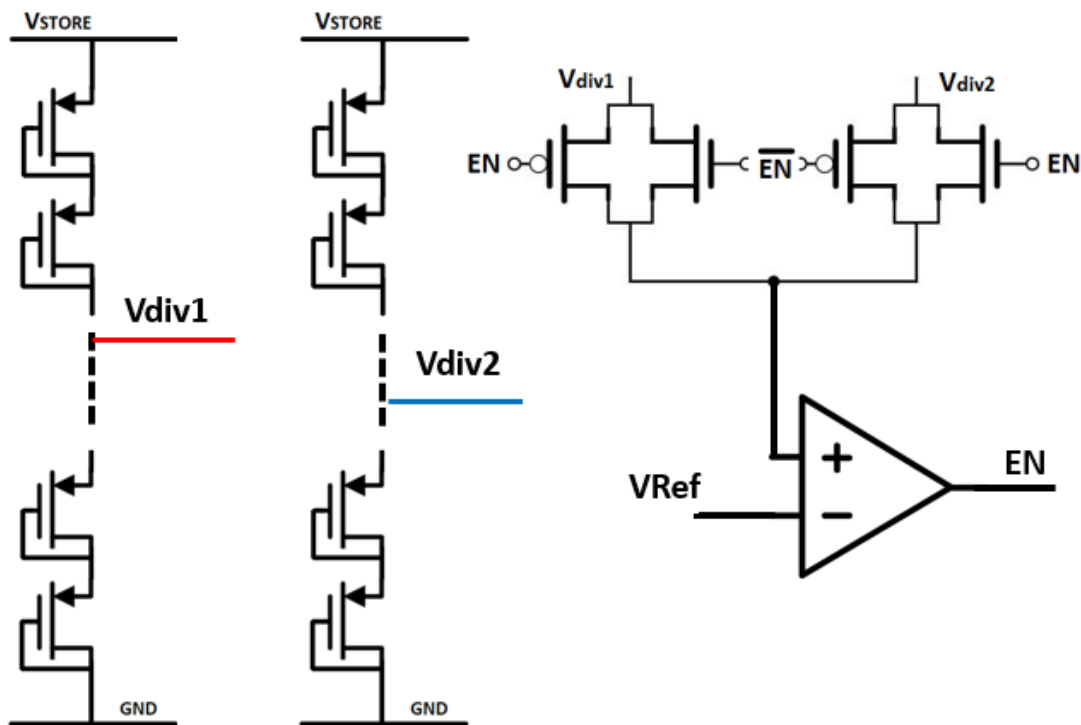 VSTORE
VSTORE
Vdiv1
Vdiv2
EN
EN
EN
Vdiv1
Vdiv2
VRef
+
−
EN
GND
GND